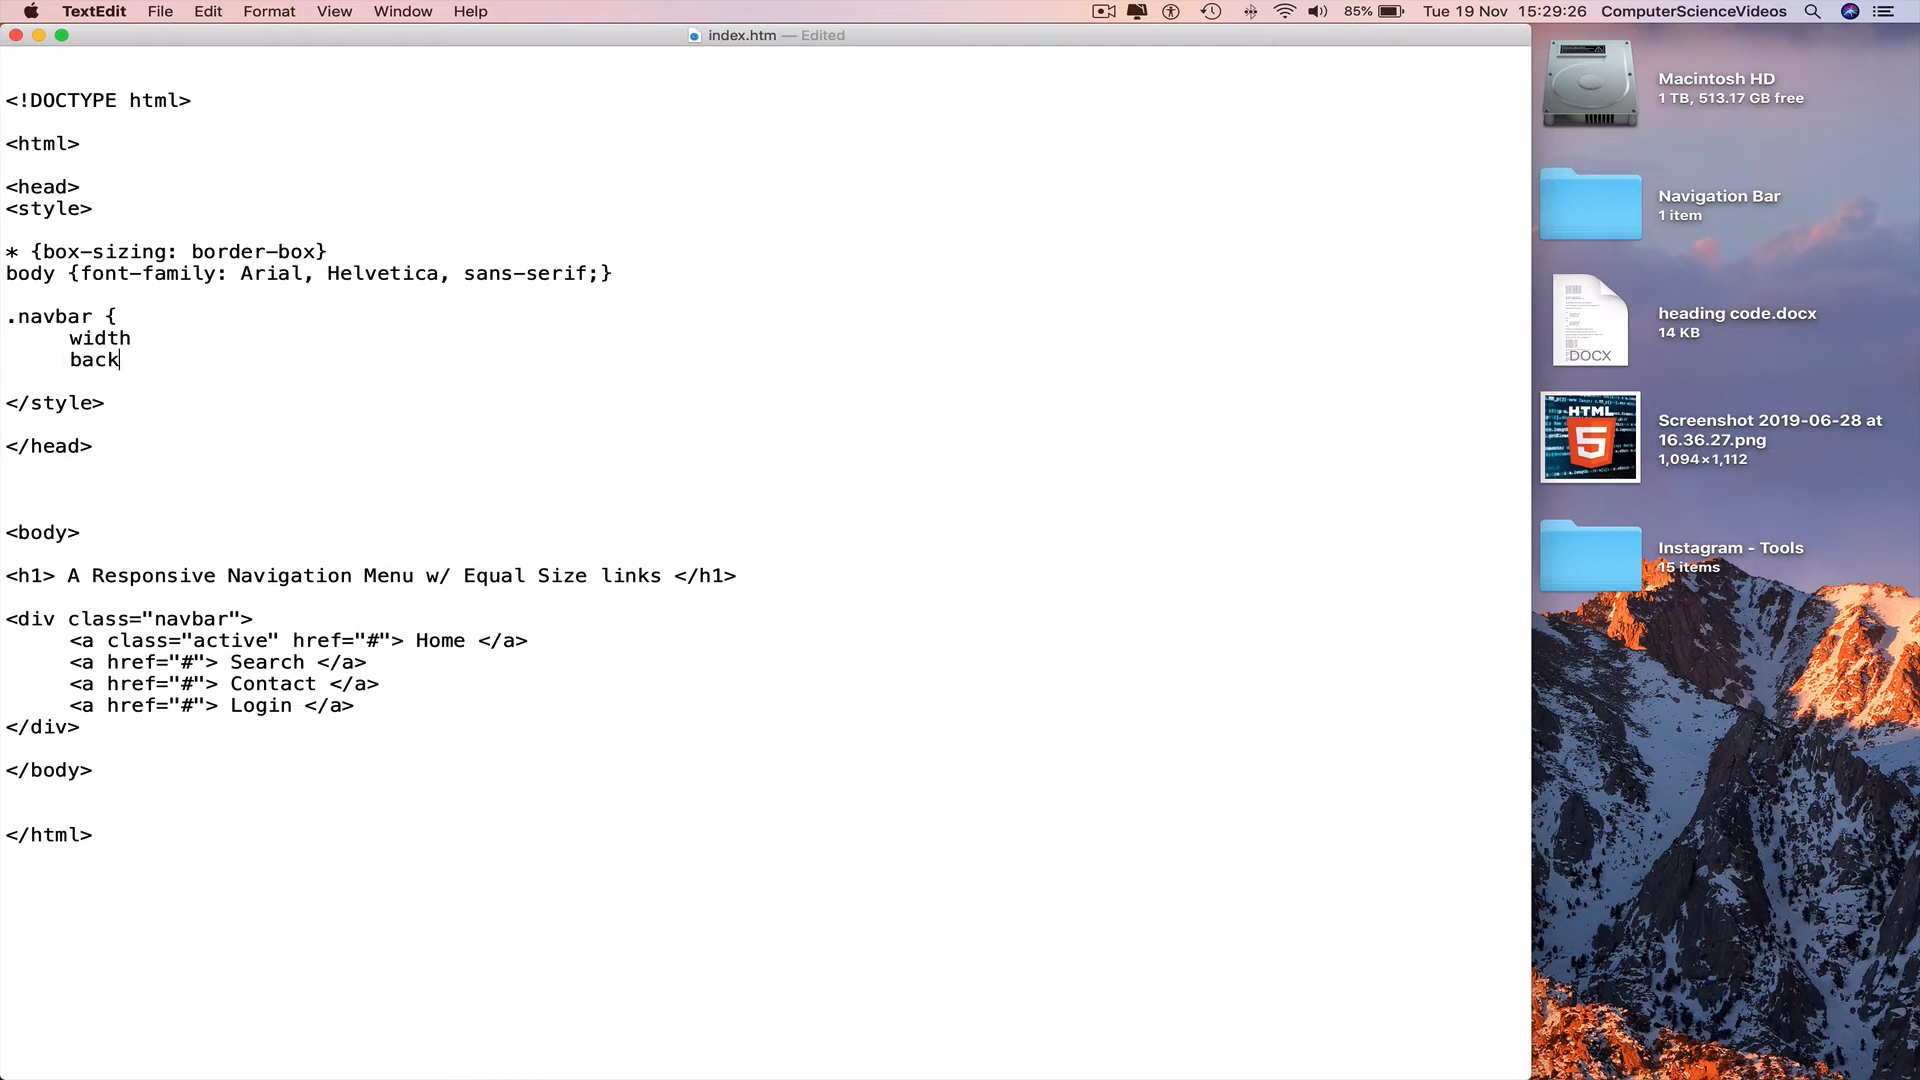 TextEdit File Edit Format View Window Help 85% Tue 19 Nov 15:29:26 ComputerScienceVideos
index.htm — Edited
<!DOCTYPE html>
<html>
<head>
<style>
* {box-sizing: border-box}
body {font-family: Arial, Helvetica, sans-serif;}
.navbar {
width
back
</style>
</head>
<body>
<h1> A Responsive Navigation Menu w/ Equal Size links </h1>
<div class="navbar">
<a class="active" href="#"> Home </a>
<a href="#"> Search </a>
<a href="#"> Contact </a>
<a href="#"> Login </a>
</div>
</body>
</html>
Macintosh HD
1 TB, 513.17 GB free
Navigation Bar
1 item
DOCX
heading code.docx
14 KB
HTML
5
Screenshot 2019-06-28 at
16.36.27.png
1,094×1,112
Instagram - Tools
15 items